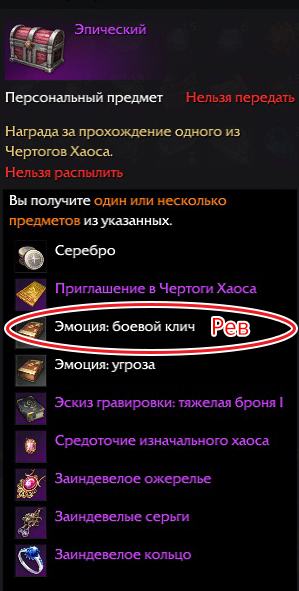 Эпический
Персональный предмет Нельзя передать
Награда за прохождение одного из
Чертогов Хаоса.
Нельзя распылить
Вы получите один или несколько
предметов из указанных.
Серебро
Приглашение в Чертоги Хаоса
Эмоция: боевой клич Рев
Эмоция: угроза
Эскиз гравировки: тяжелая броня I
Средоточие изначального хаоса
Заиндевелое ожерелье
Заиндевелые серьги
Заиндевелое кольцо